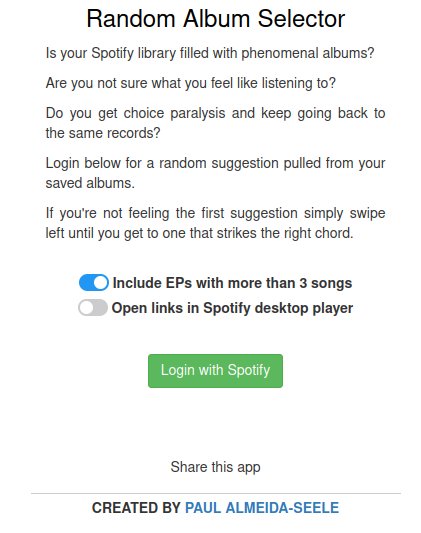 Random Album Selector
Is your Spotify library filled with phenomenal albums?
Are you not sure what you feel like listening to?
Do you get choice paralysis and keep going back to
the same records?
Login below for a random suggestion pulled from your
saved albums.
If you're not feeling the first suggestion simply swipe
left until you get to one that strikes the right chord.
Include EPs with more than 3 songs
Open links in Spotify desktop player
Login with Spotify
Share this app
CREATED BY PAUL ALMEIDA-SEELE